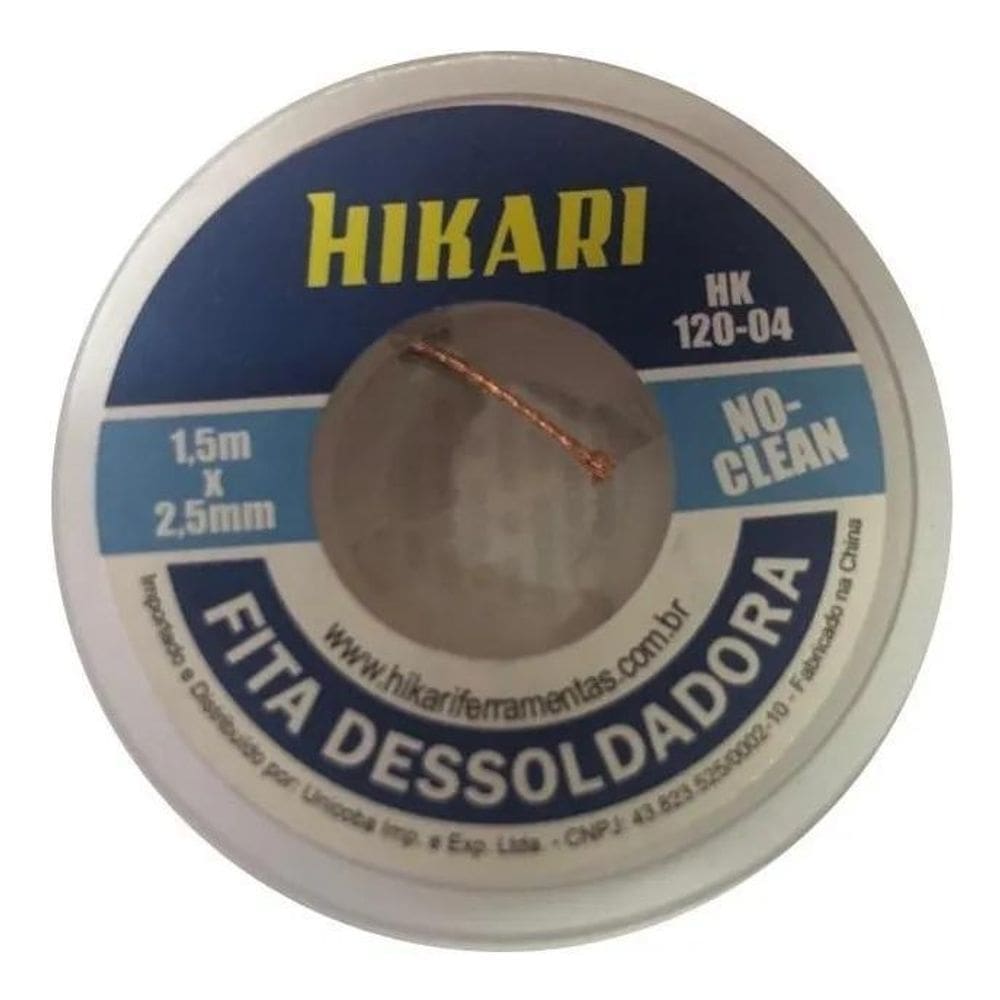 HIKARI
HK
120-04
NO-
CLEAN
1,5m
x
2,5mm
www.hikariferramentas.com.br
FITA DESSOLDADORA
Importado e Distribuído por: Unicoba Imp. e Exp. Ltda. - CNPJ: 43.823.525/0002-10 - Fabricado na China